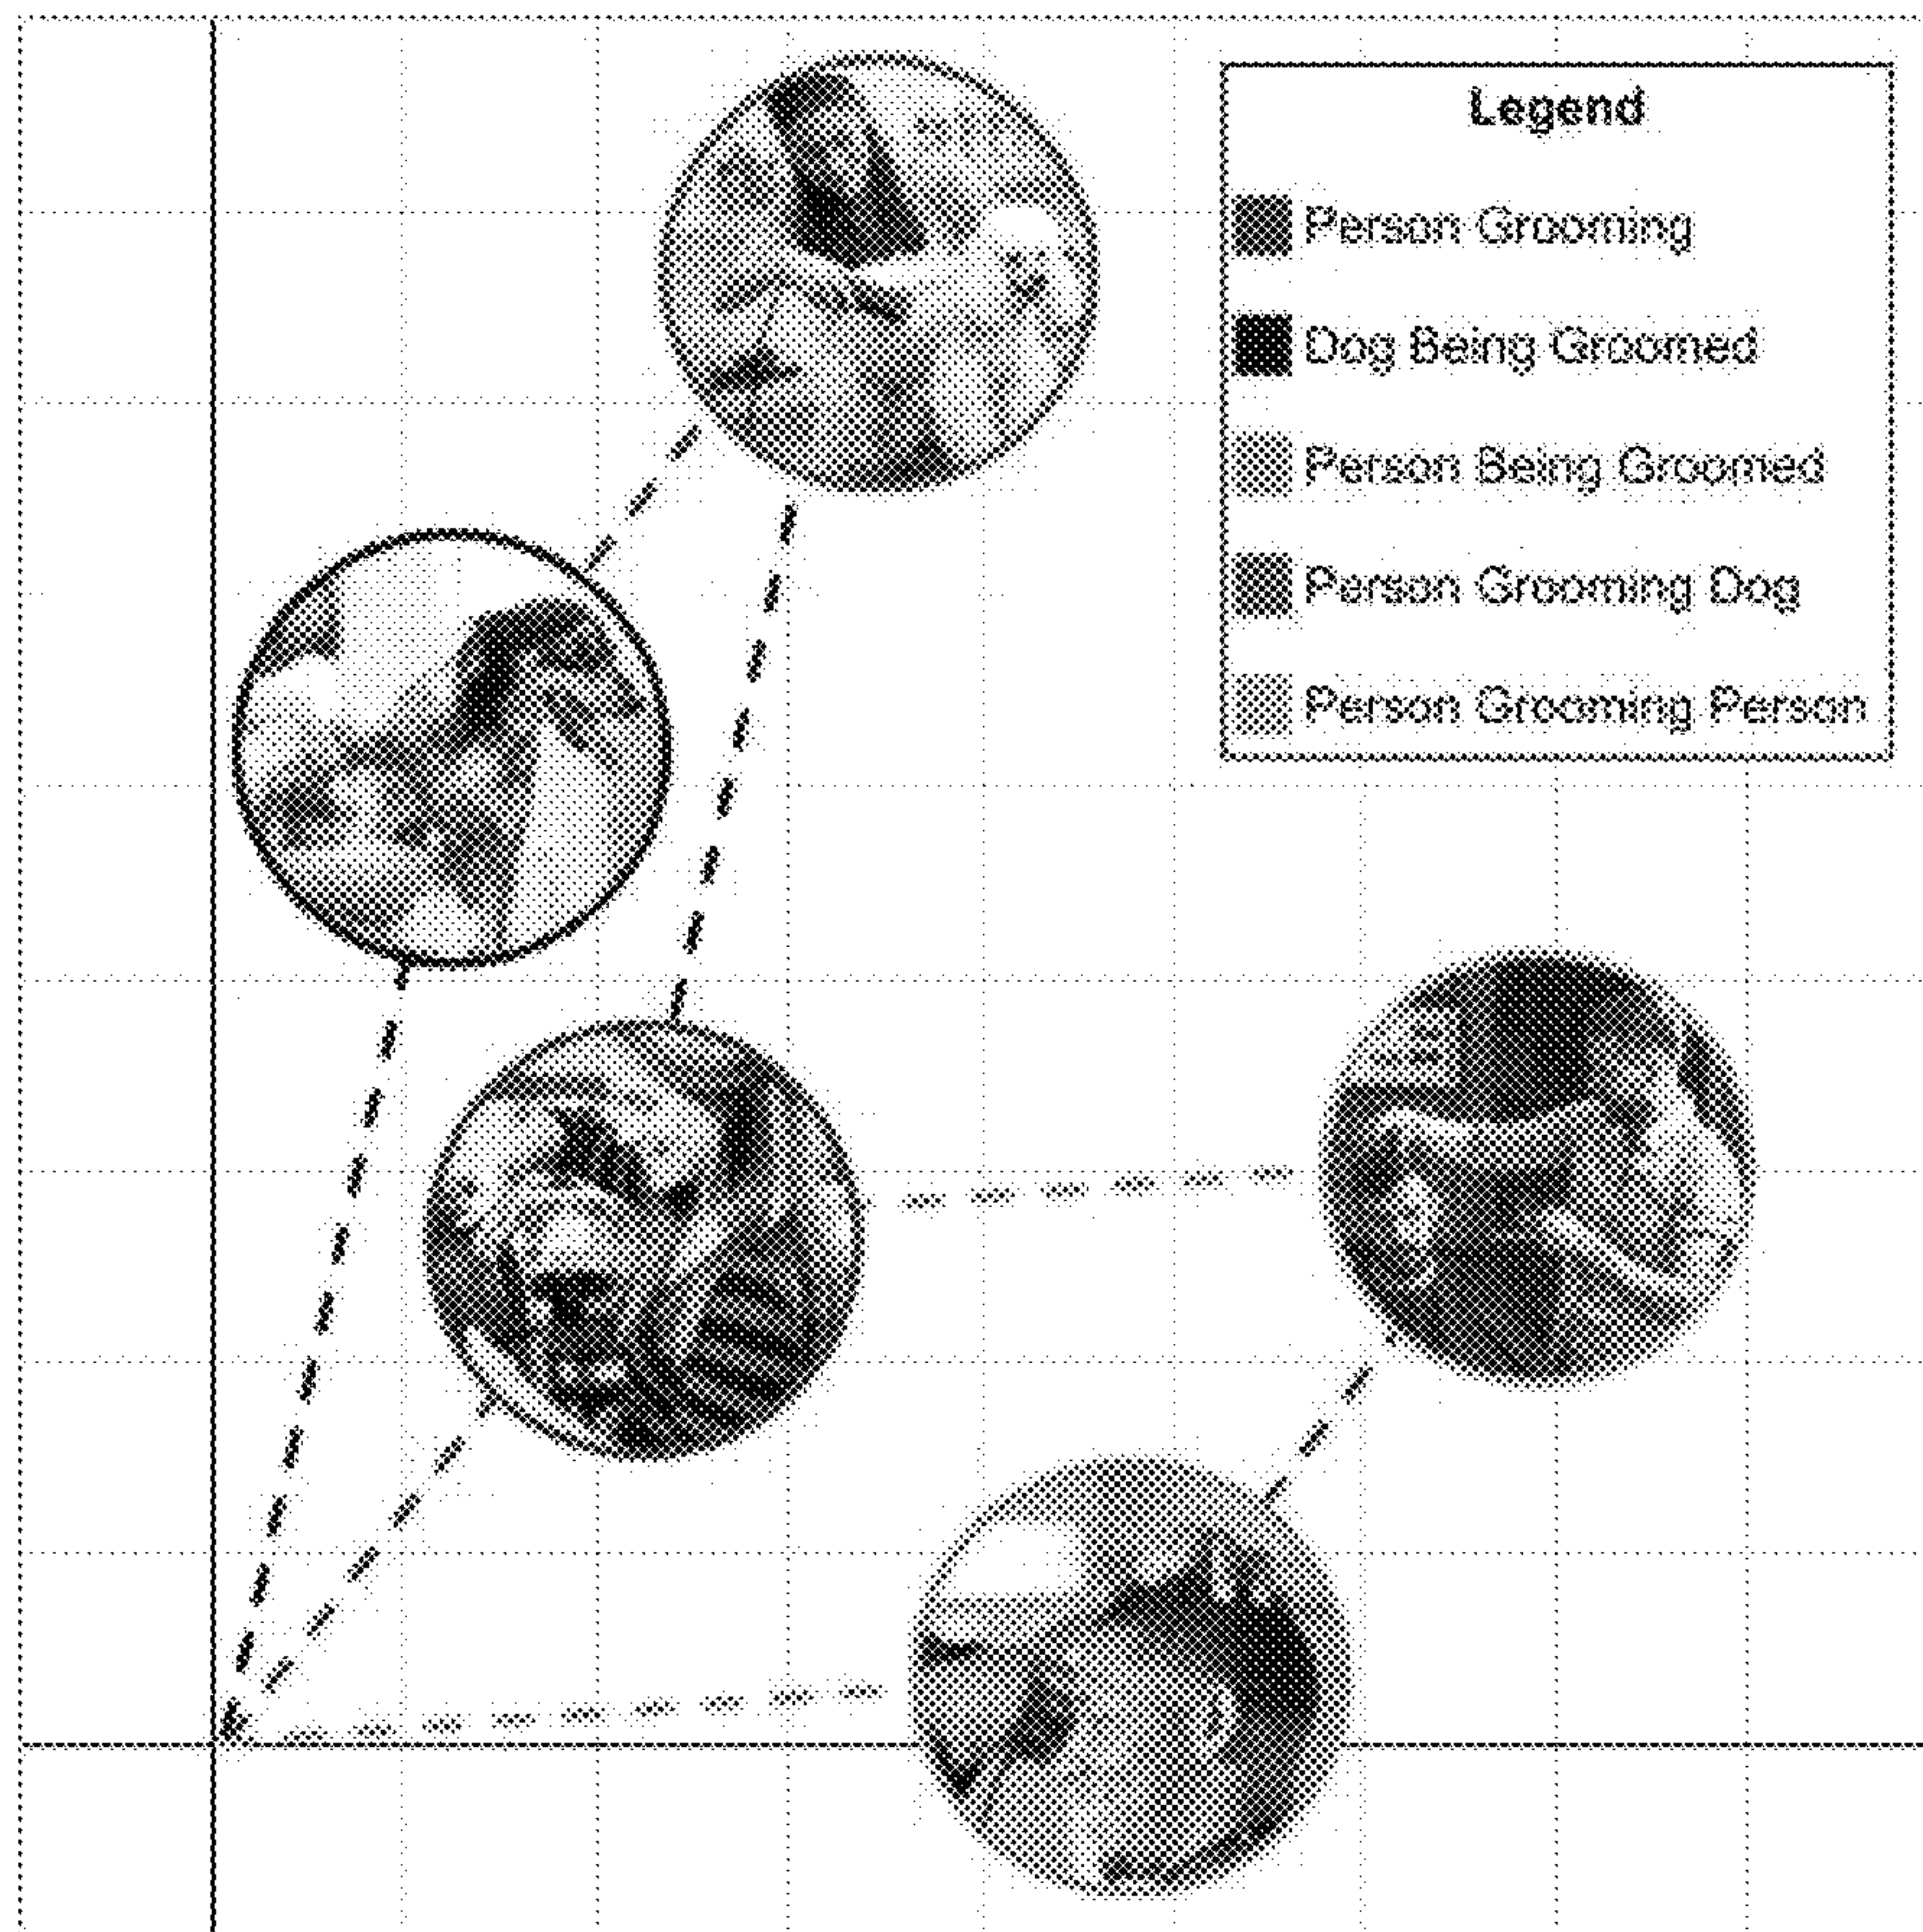 Legend
Person Grooming
Dog Being Groomed
Person Being Groomed
Person Grooming Dog
Person Grooming Person